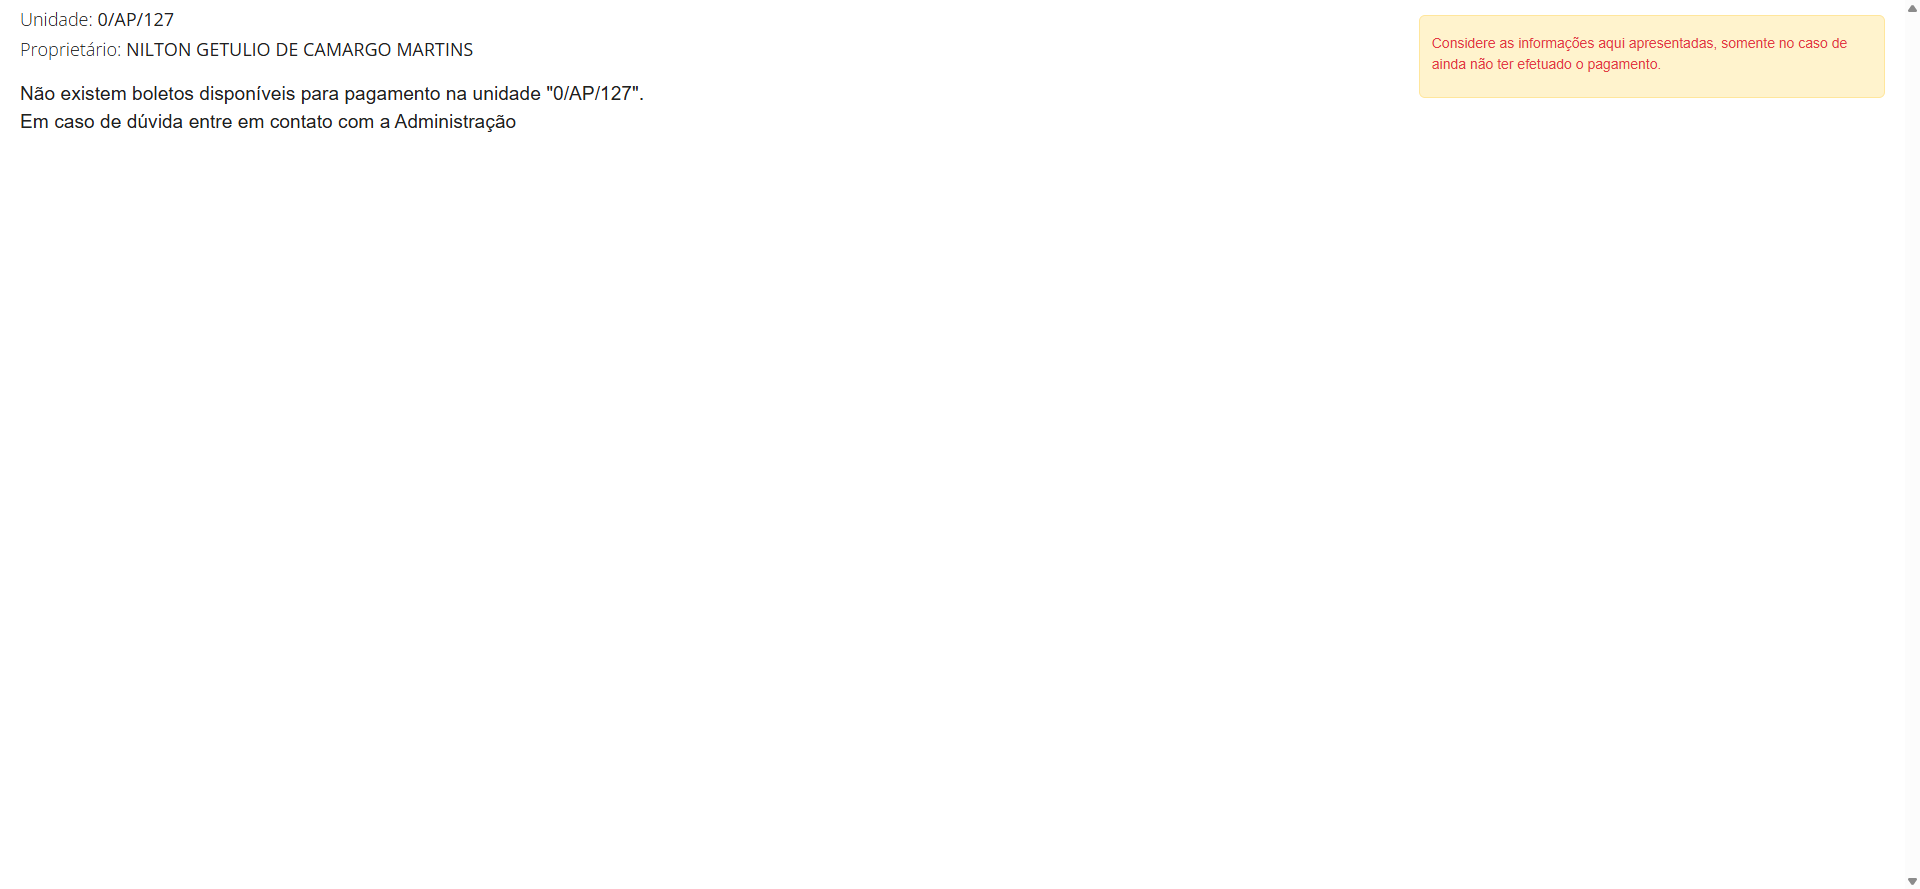 Unidade: 0/AP/127
Proprietário: NILTON GETULIO DE CAMARGO MARTINS
Não existem boletos disponíveis para pagamento na unidade "0/AP/127".
Em caso de dúvida entre em contato com a Administração
Considere as informações aqui apresentadas, somente no caso de
ainda não ter efetuado o pagamento.